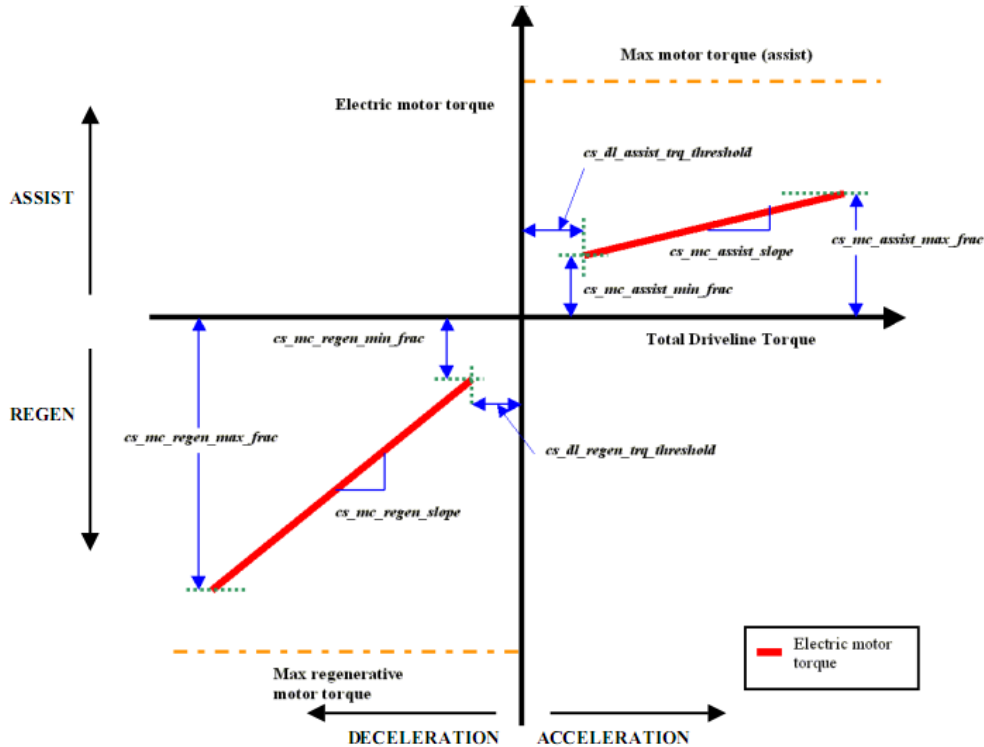 Max motor torque (assist)
Electric motor torque
cs_dl_assist_trq_threshold
ASSIST
cs_mc_assist_max_frac
cs_mc_assist_slope
cs_mc_assist_min_frac
cs_mc_regen_min_frac
Total Driveline Torque
REGEN
cs_mc_regen_max_frac
cs_dl_regen_trq_threshold
cs_mc_regen_slope
Electric motor
torque
Max regenerative
motor torque
DECELERATION
ACCELERATION